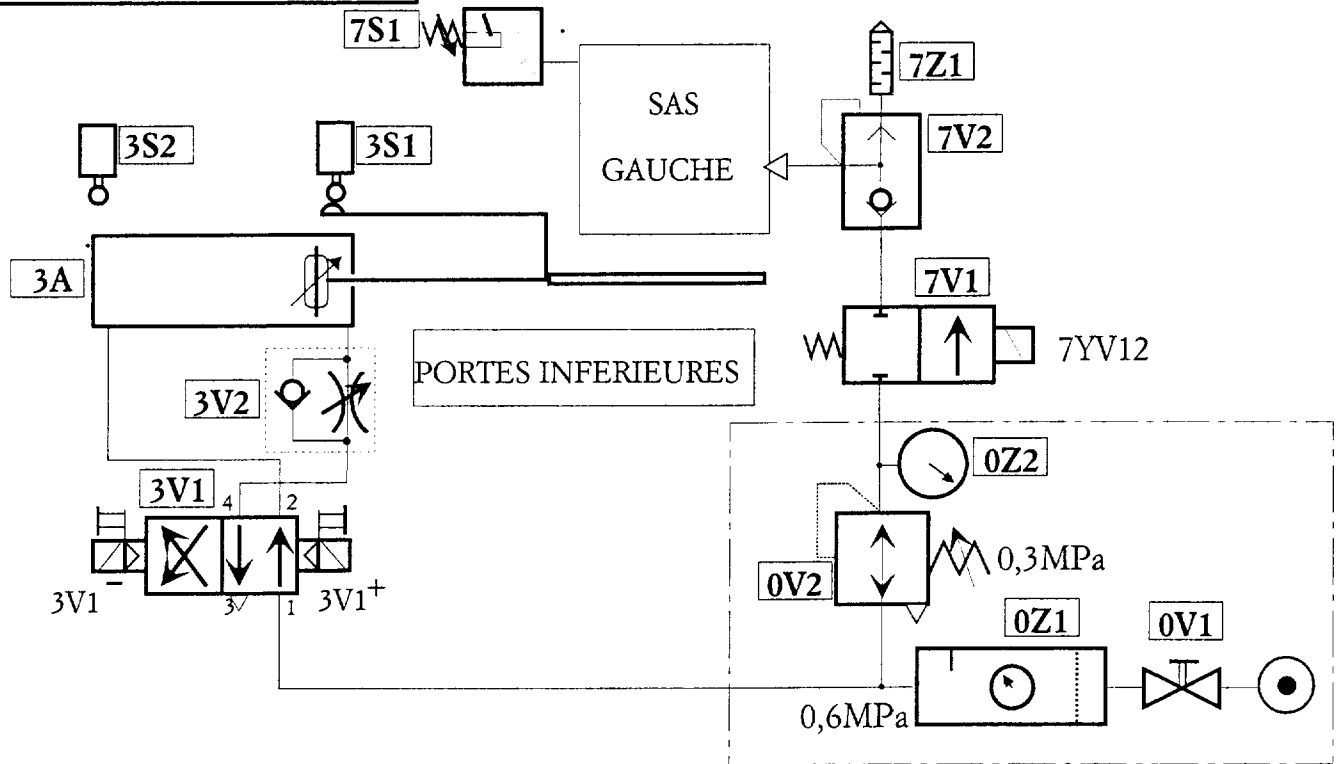 7S1
7Z1
SAS
GAUCHE
7V2
3S2
3S1
3A
7V1
7YV12
PORTES INFERIEURES
3V2
0Z2
3V1
4
2
0,3MPa
0V2
3V1
-
3
1
3V1+
0Z1
0V1
0,6MPa